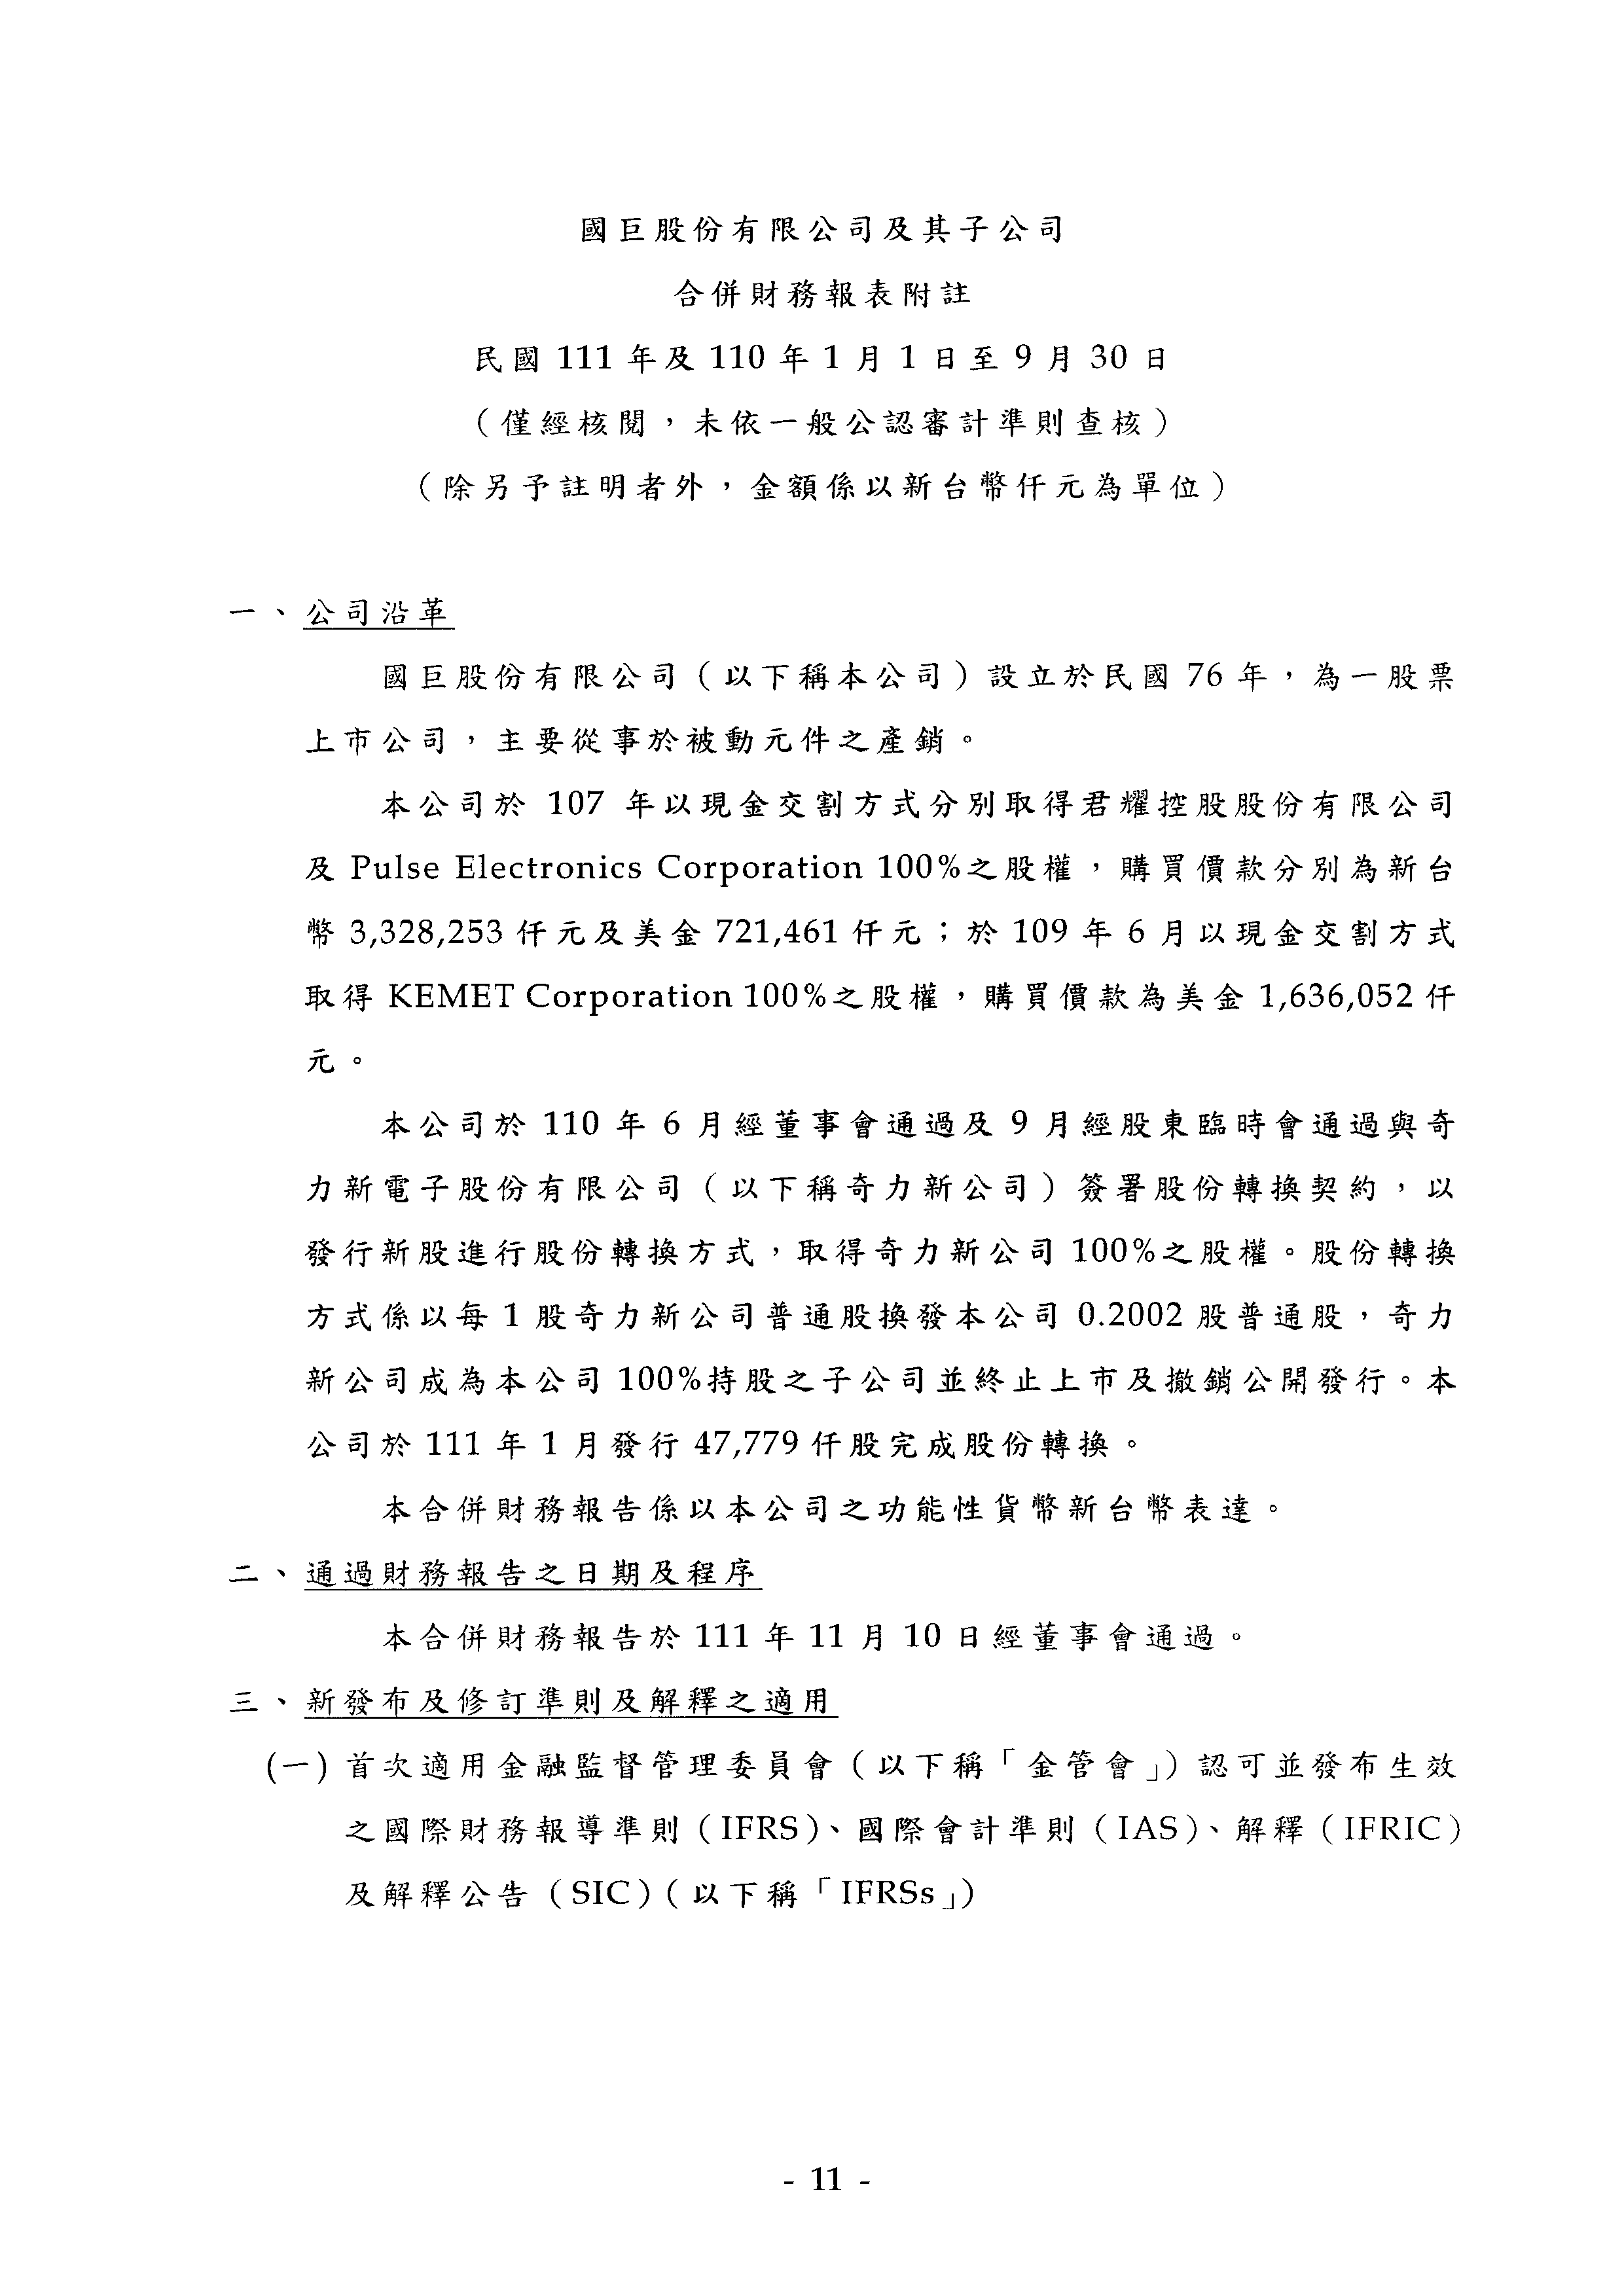 國巨股份有限公司及其子公司
合併財務報表附註
民國 111 年及 110 年 1 月 1 日至 9 月 30 日
（僅經核閱，未依一般公認審計準則查核）
（除另予註明者外，金額係以新台幣仟元為單位）
一、公司沿革
國巨股份有限公司（以下稱本公司）設立於民國 76 年，為一股票
上市公司，主要從事於被動元件之產銷。
本公司於 107 年以現金交割方式分別取得君耀控股股份有限公司
及 Pulse Electronics Corporation 100%之股權，購買價款分別為新台
幣 3,328,253 仟元及美金 721,461 仟元；於 109 年 6 月以現金交割方式
取得 KEMET Corporation 100%之股權，購買價款為美金 1,636,052 仟
元。
本公司於 110 年 6 月經董事會通過及 9 月經股東臨時會通過與奇
力新電子股份有限公司（以下稱奇力新公司）簽署股份轉換契約，以
發行新股進行股份轉換方式，取得奇力新公司 100%之股權。股份轉換
方式係以每 1 股奇力新公司普通股換發本公司 0.2002 股普通股，奇力
新公司成為本公司 100%持股之子公司並終止上市及撤銷公開發行。本
公司於 111 年 1 月發行 47,779 仟股完成股份轉換。
本合併財務報告係以本公司之功能性貨幣新台幣表達。
二、通過財務報告之日期及程序
本合併財務報告於 111 年 11 月 10 日經董事會通過。
三、新發布及修訂準則及解釋之適用
(一) 首次適用金融監督管理委員會（以下稱「金管會」）認可並發布生效
之國際財務報導準則（IFRS）、國際會計準則（IAS）、解釋（IFRIC）
及解釋公告（SIC）（以下稱「IFRSs」）
- 11 -